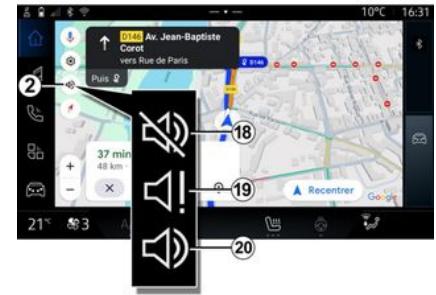 10°C 16:31
D146 Av. Jean-Baptiste
Corot
vers Rue de Paris
Puis
D146
2
18
37 min
48 km
19
Recentrer
Google
20
21°
3